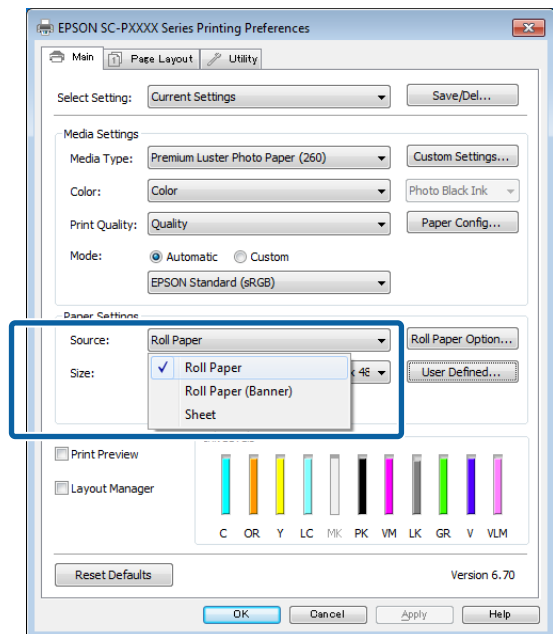 EPSON SC-PXXXX Series Printing Preferences
Main Page Layout Utility
Select Setting: Current Settings Save/Del...
Media Settings
Media Type: Premium Luster Photo Paper (260) Custom Settings...
Color: Color Photo Black Ink
Print Quality: Quality Paper Config...
Mode: Automatic Custom
EPSON Standard (sRGB)
Paper Settings
Source: Roll Paper Roll Paper Option...
Roll Paper
Size: x 48 User Defined...
Roll Paper (Banner)
Sheet
Print Preview
Layout Manager
C OR Y LC MK PK VM LK GR V VLM
Reset Defaults Version 6.70
OK Cancel Apply Help